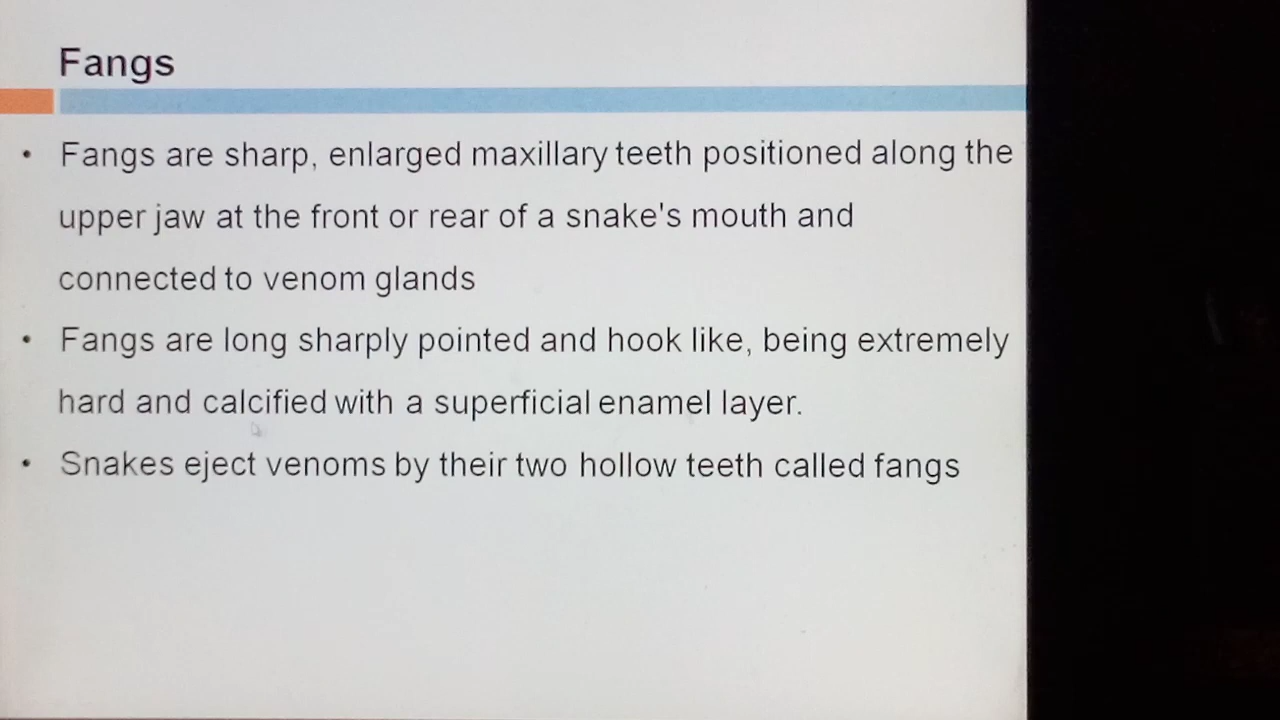 Fangs
• Fangs are sharp, enlarged maxillary teeth positioned along the
upper jaw at the front or rear of a snake's mouth and
connected to venom glands
• Fangs are long sharply pointed and hook like, being extremely
hard and calcified with a superficial enamel layer.
• Snakes eject venoms by their two hollow teeth called fangs